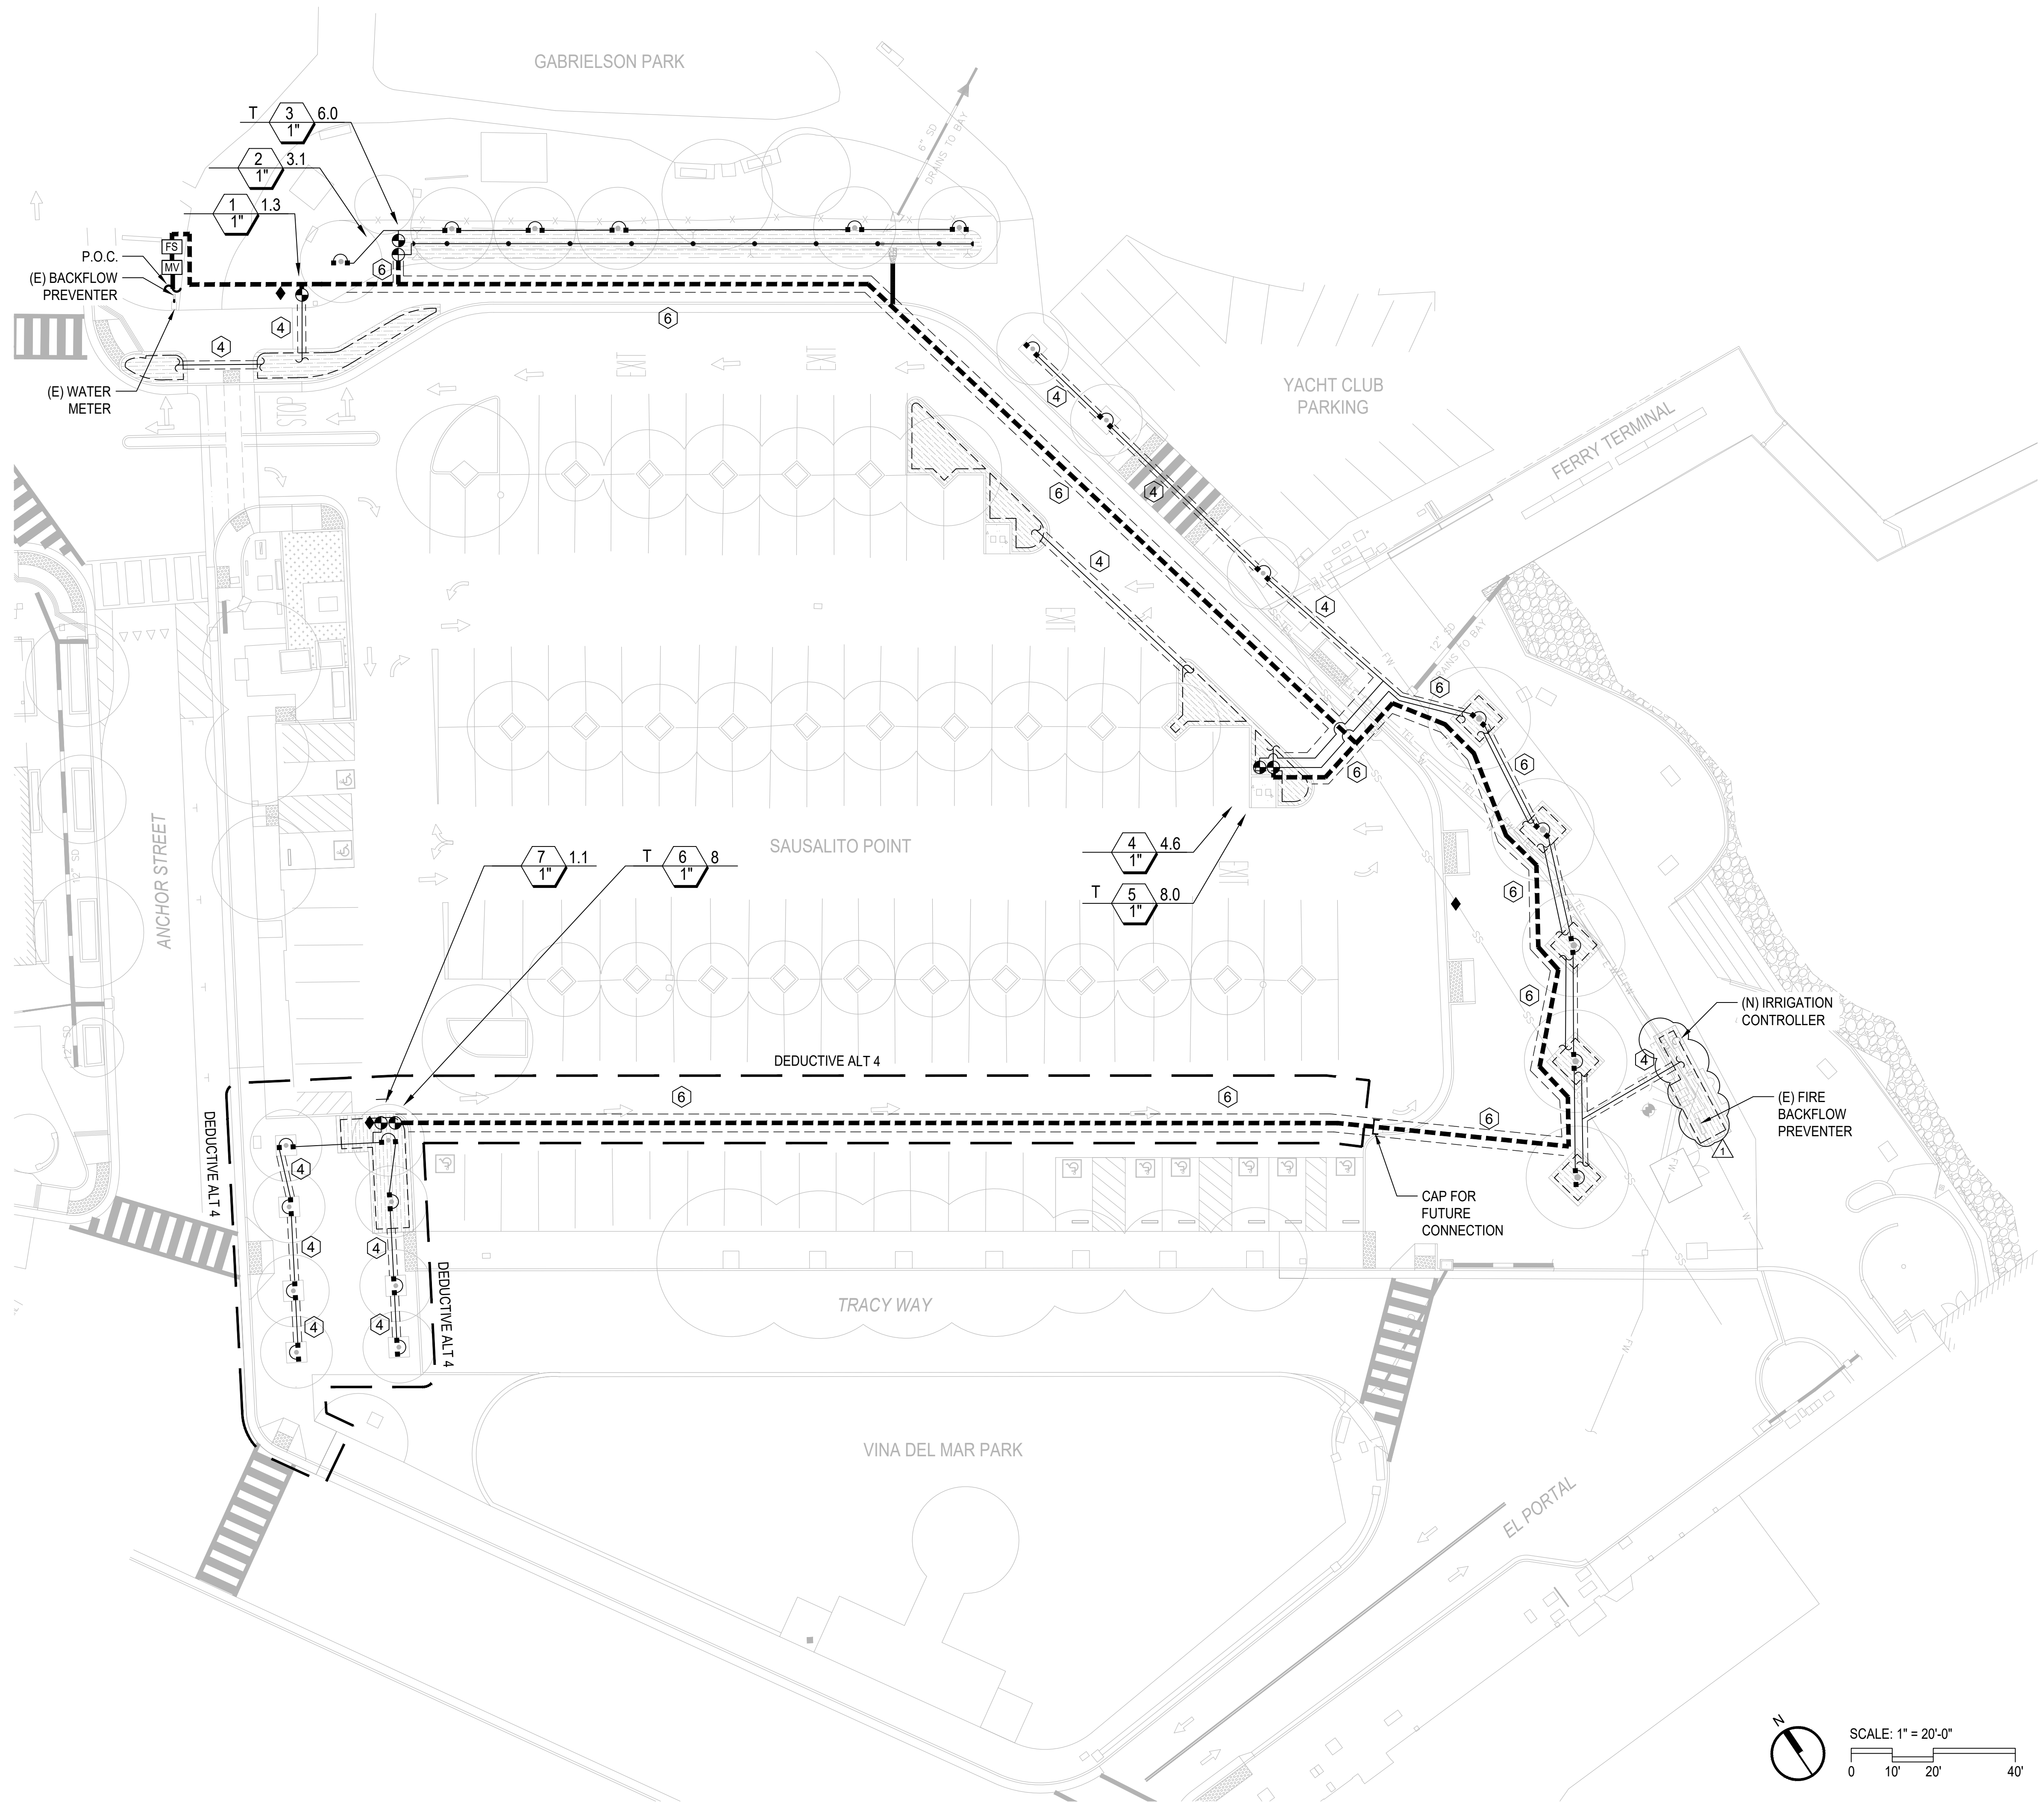 GABRIELSON PARK
T
3
6.0
1"
2
3.1
1"
1
1.3
1"
6" SD
DRAINS TO BAY
FS
MV
P.O.C.
(E) BACKFLOW
PREVENTER
6
4
4
6
(E) WATER
METER
STOP
YACHT CLUB
PARKING
FERRY TERMINAL
4
6
4
4
4
FW
12" SD
DRAINS TO BAY
6
6
6
SAUSALITO POINT
ANCHOR STREET
7
1.1
1"
T
6
8
1"
4
4.6
1"
T
5
8.0
1"
SS
6
6
(N) IRRIGATION
CONTROLLER
4
(E) FIRE
BACKFLOW
PREVENTER
1
DEDUCTIVE ALT 4
6
6
6
DEDUCTIVE ALT 4
4
4
4
4
4
DEDUCTIVE ALT 4
CAP FOR
FUTURE
CONNECTION
FW
W
SS
FW
TRACY WAY
VINA DEL MAR PARK
EL PORTAL
N
SCALE: 1" = 20'-0"
0 10' 20' 40'